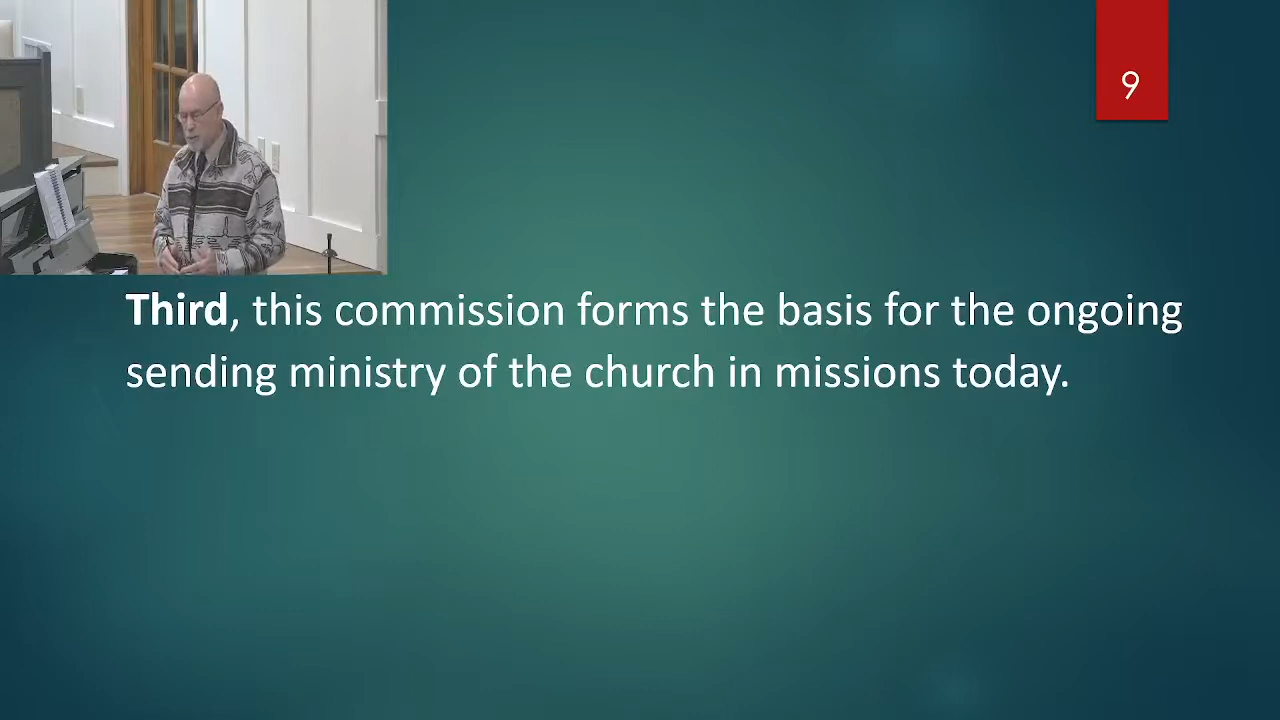 9
Third, this commission forms the basis for the ongoing
sending ministry of the church in missions today.